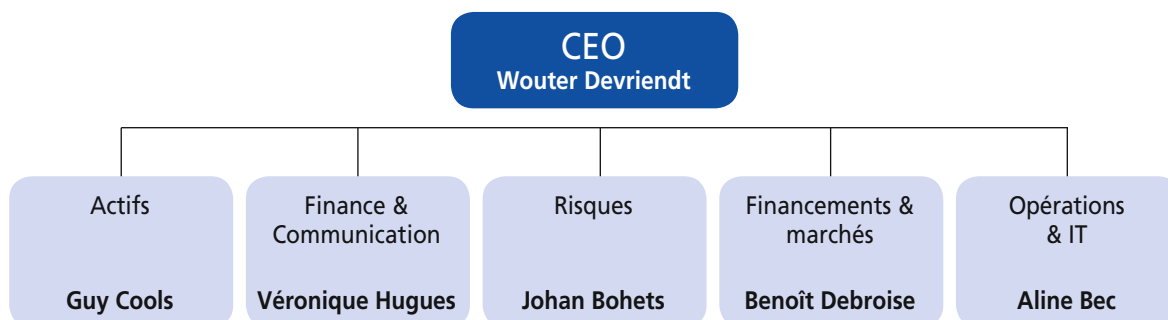 CEO
Wouter Devriendt
Actifs
Guy Cools
Finance &
Communication
Véronique Hugues
Risques
Johan Bohets
Financements &
marchés
Benoît Debroise
Opérations
& IT
Aline Bec